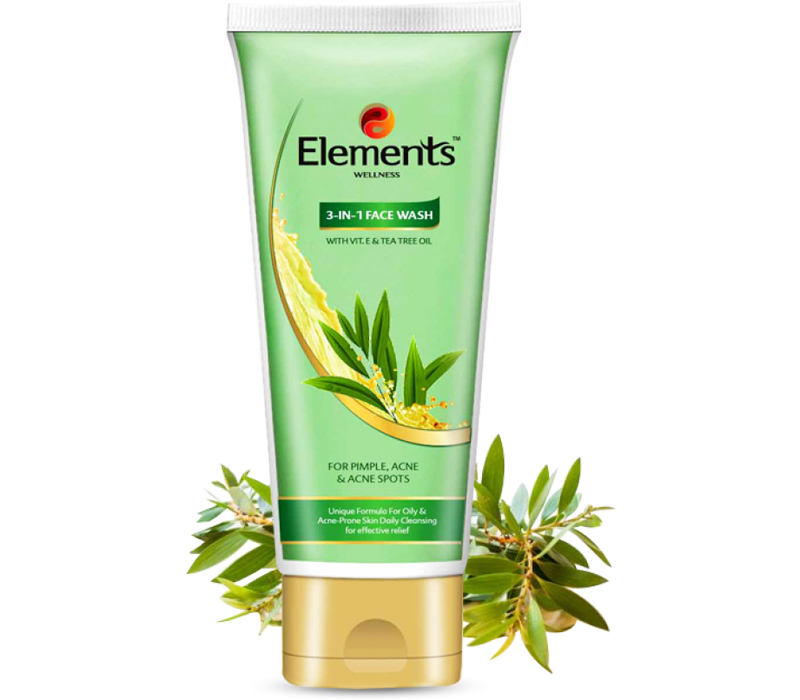 Elements™
WELLNESS
3-IN-1 FACE WASH
WITH VIT. E & TEA TREE OIL
FOR PIMPLE, ACNE
& ACNE SPOTS
Unique Formula For Oily &
Acne-Prone Skin Daily Cleansing
for effective relief